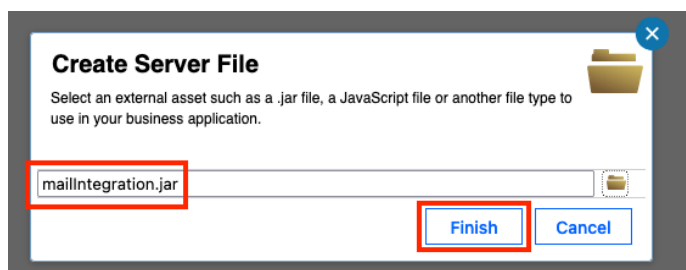 Create Server File
Select an external asset such as a .jar file, a JavaScript file or another file type to
use in your business application.
mailIntegration.jar
Finish Cancel